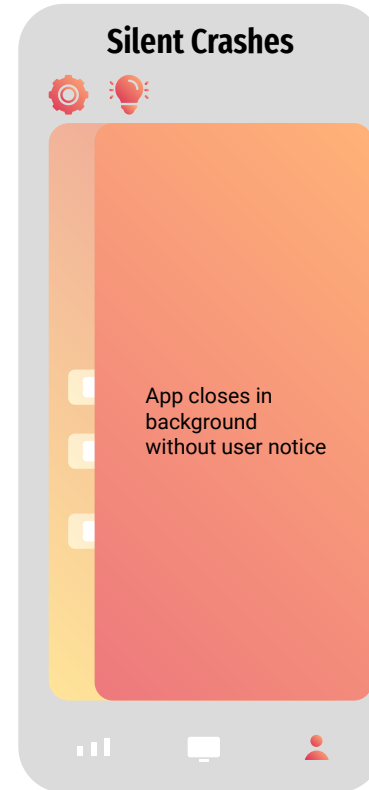 Silent Crashes
App closes in
background
without user notice